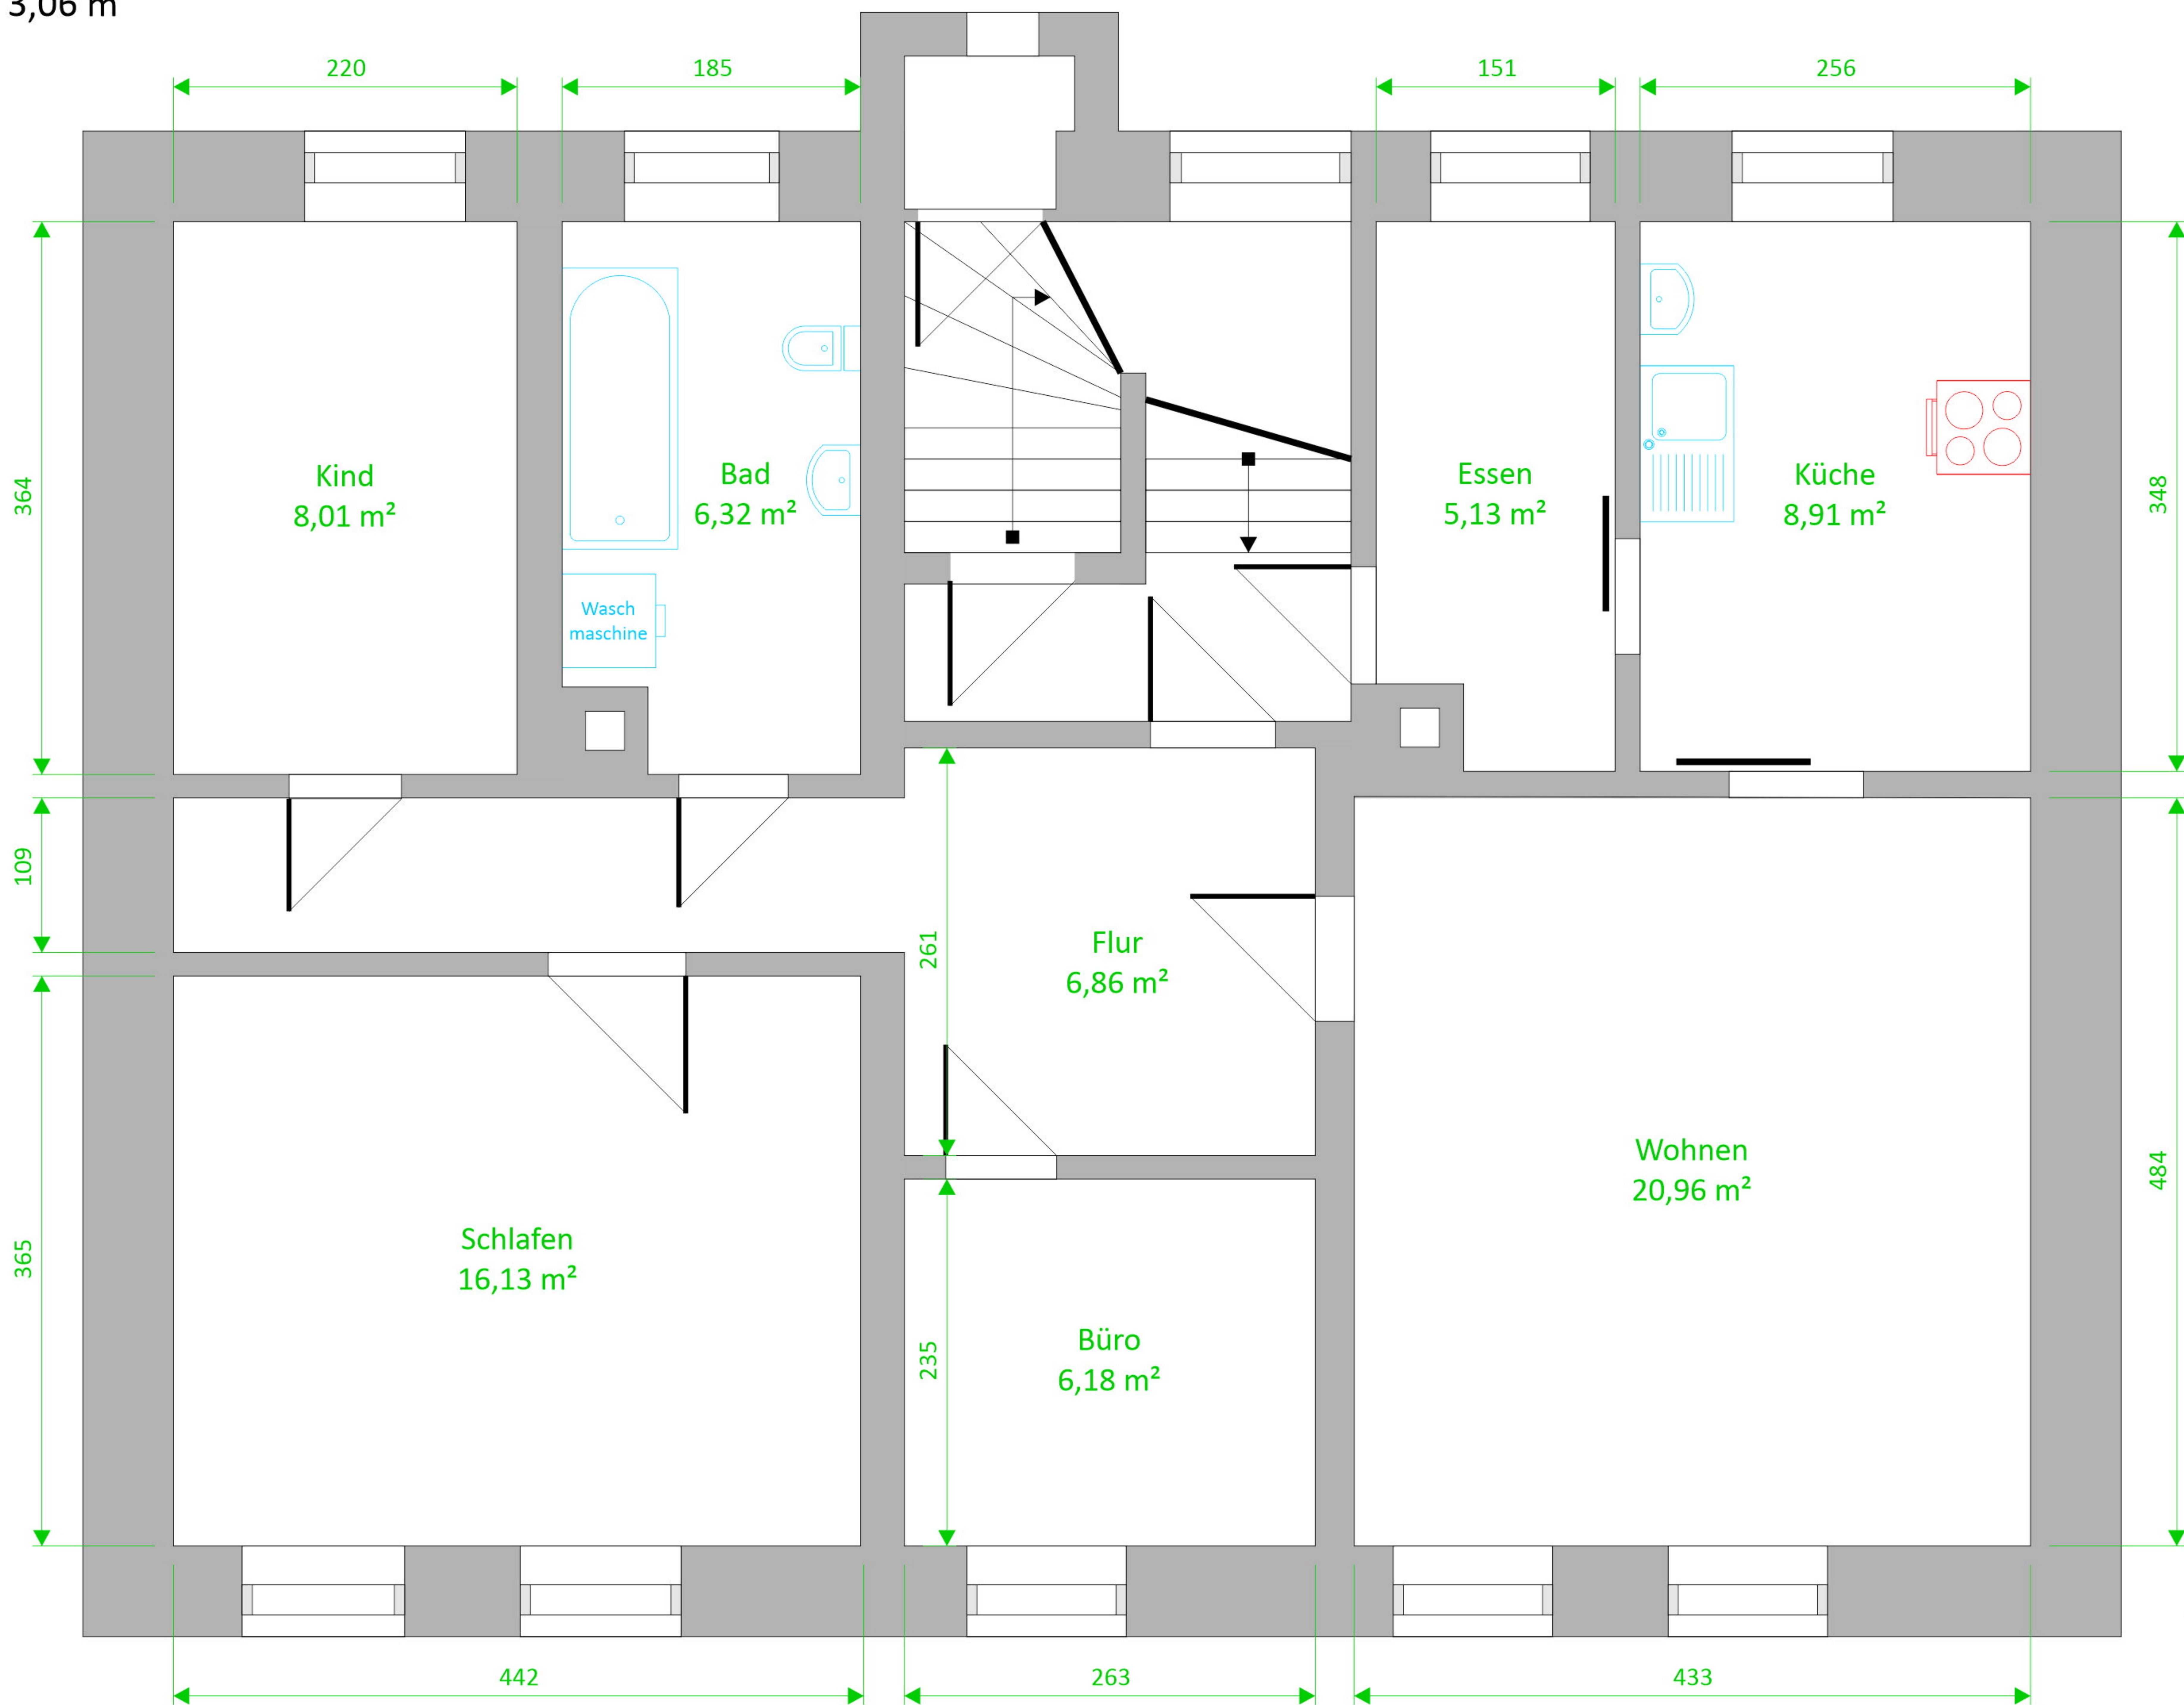 3,06 m
220
185
151
256
364
348
Kind
8,01 m²
Bad
6,32 m²
Essen
5,13 m²
Küche
8,91 m²
Wasch
maschine
109
261
Flur
6,86 m²
484
Wohnen
20,96 m²
365
Schlafen
16,13 m²
235
Büro
6,18 m²
442
263
433